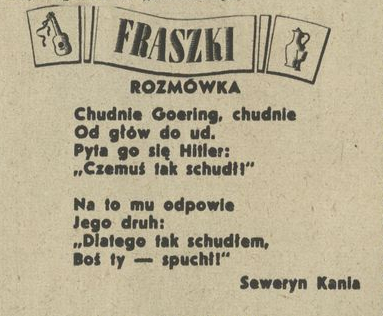 FRASZKI
ROZMÓWKA
Chudnie Goering, chudnie
Od głów do ud.
Pyta go się Hitler:
„Czemuś tak schudł?"
Na to mu odpowie
Jego druh:
„Dlatego tak schudłem,
Boś ty — spuchł!"
Seweryn Kania